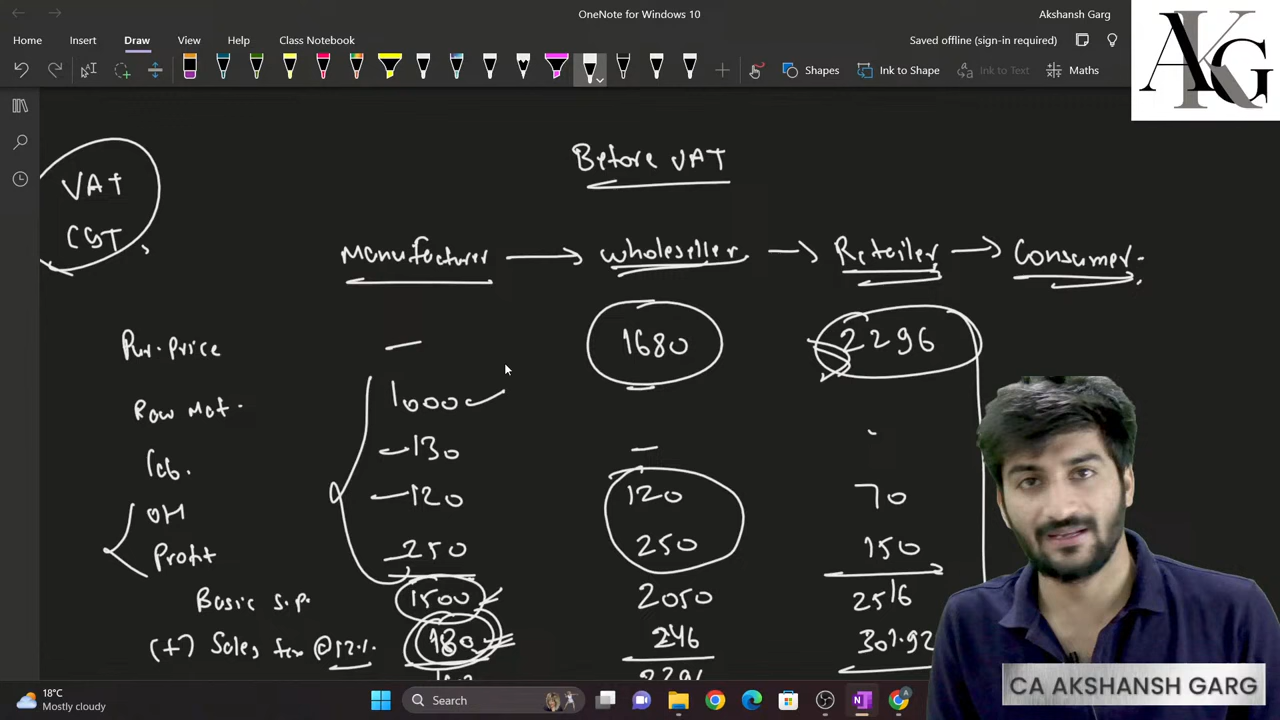 OneNote for Windows 10
Akshansh Garg
Home Insert Draw View Help Class Notebook
Saved offline (sign-in required)
Shapes Ink to Shape Ink to Text Maths
AKG
Before VAT
VAT
CGT,
Manufacturer → Wholeseller → Retailer → Consumer.
Pur. Price — 1680 2296
Raw Mat. 1000
Lab. 130 —
OH 120 120 70
Profit 250 250 150
Basic S.P. 1500 2050 2516
(+) Sales tax @12%. 180 246 301.92
2296
CA AKSHANSH GARG
18°C
Mostly cloudy
Search